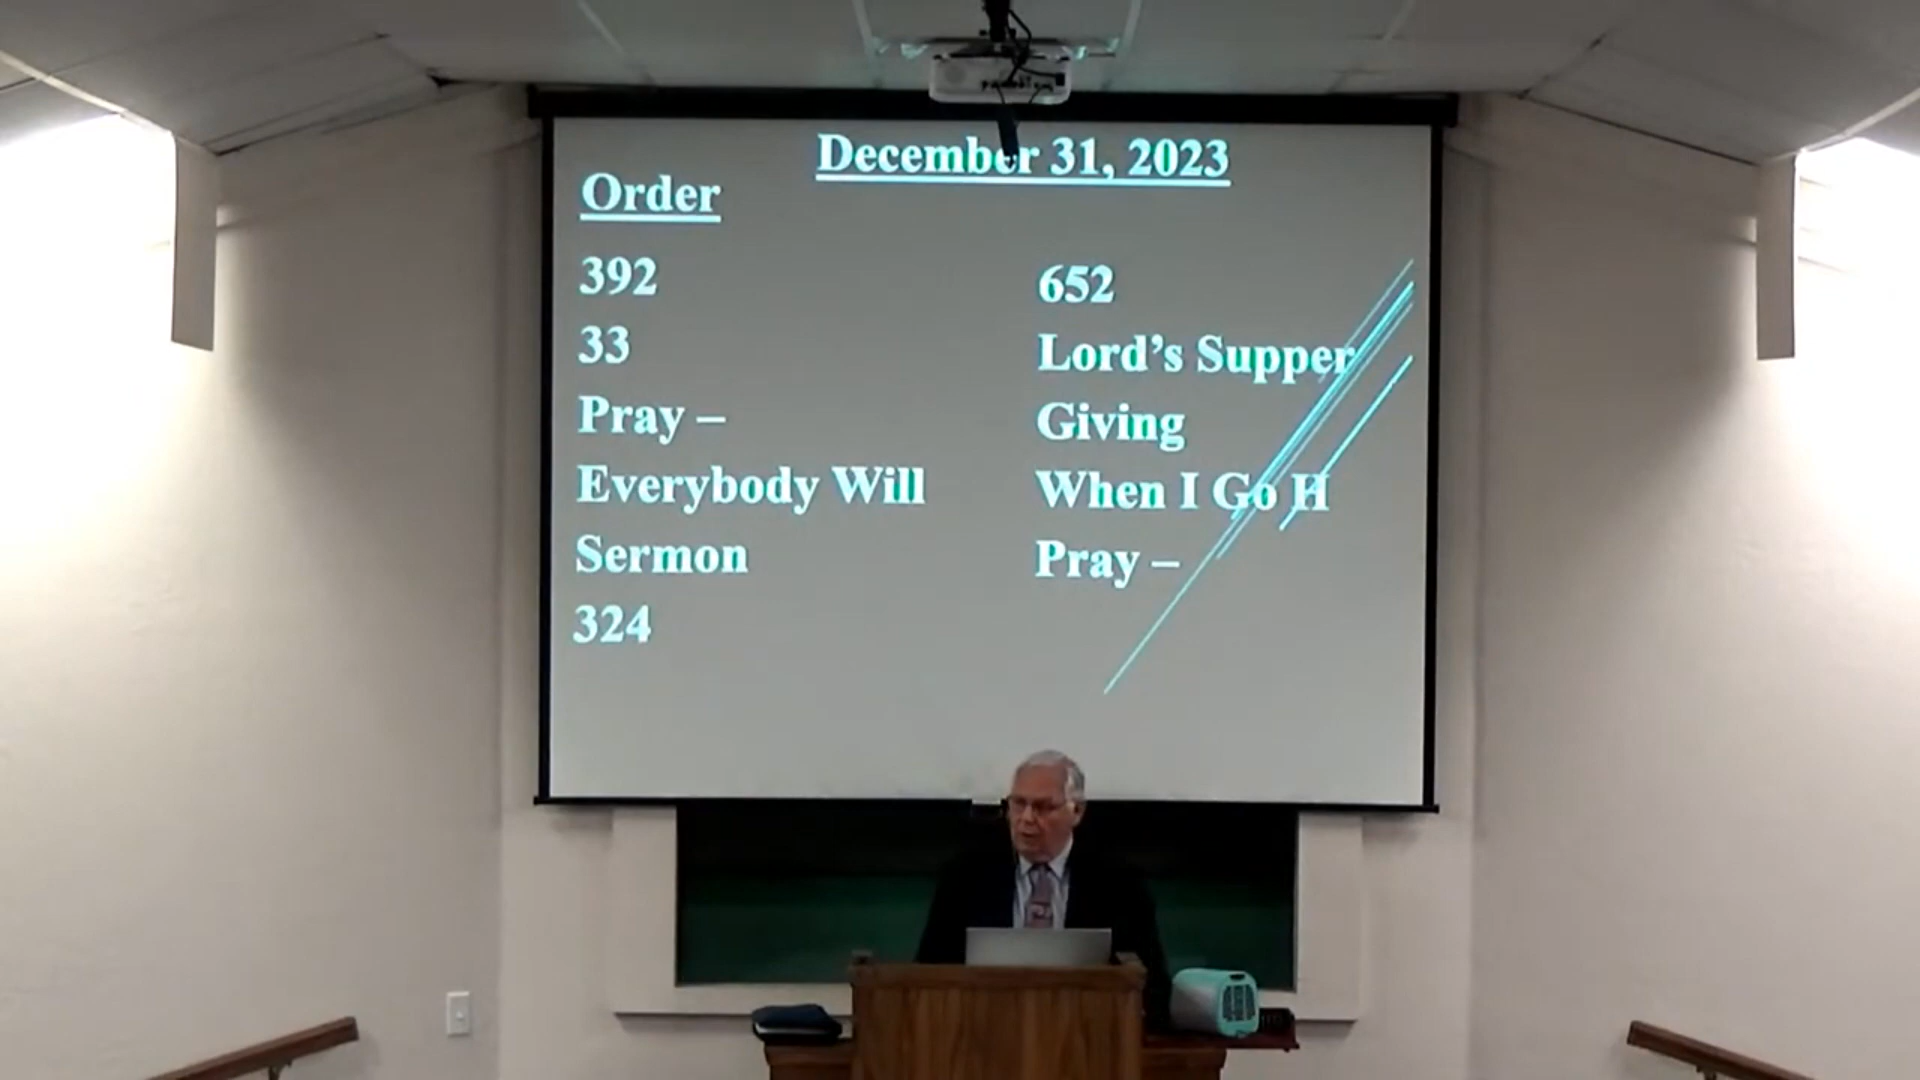 December 31, 2023
Order
392
33
Pray –
Everybody Will
Sermon
324
652
Lord’s Supper
Giving
When I Go H
Pray –